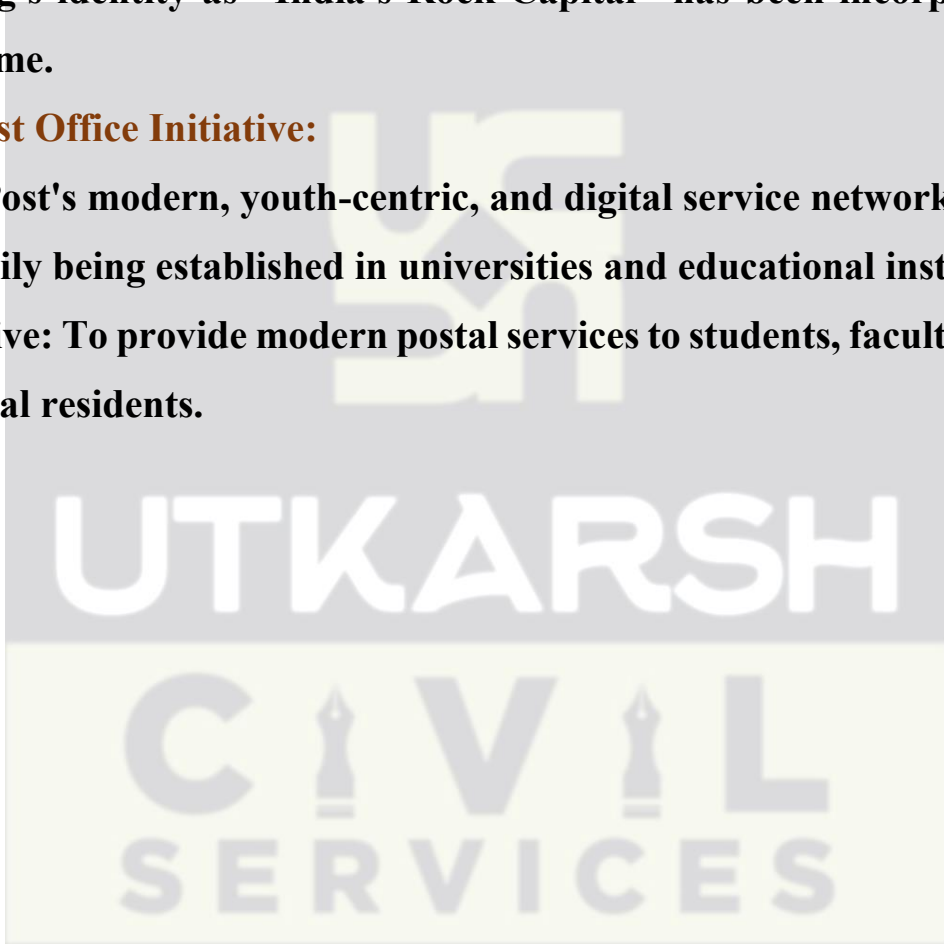 g's identity as "India's Rock Capital" has been incorp
me.
st Office Initiative:
Post's modern, youth-centric, and digital service network
ily being established in universities and educational inst
ive: To provide modern postal services to students, facult
al residents.
UTKARSH
CIVIL
SERVICES